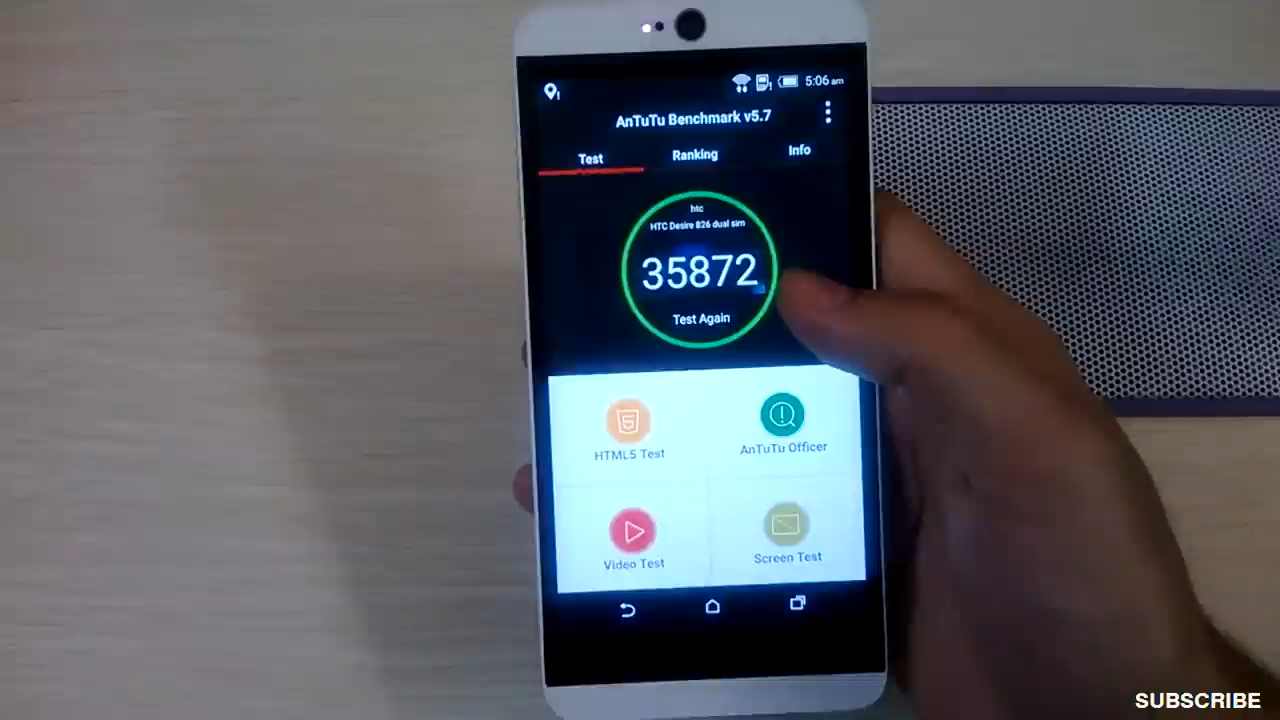 5:06 am
AnTuTu Benchmark v5.7
Test
Ranking
Info
htc
HTC Desire 826 dual sim
35872
Test Again
HTML5 Test
AnTuTu Officer
Video Test
Screen Test
SUBSCRIBE